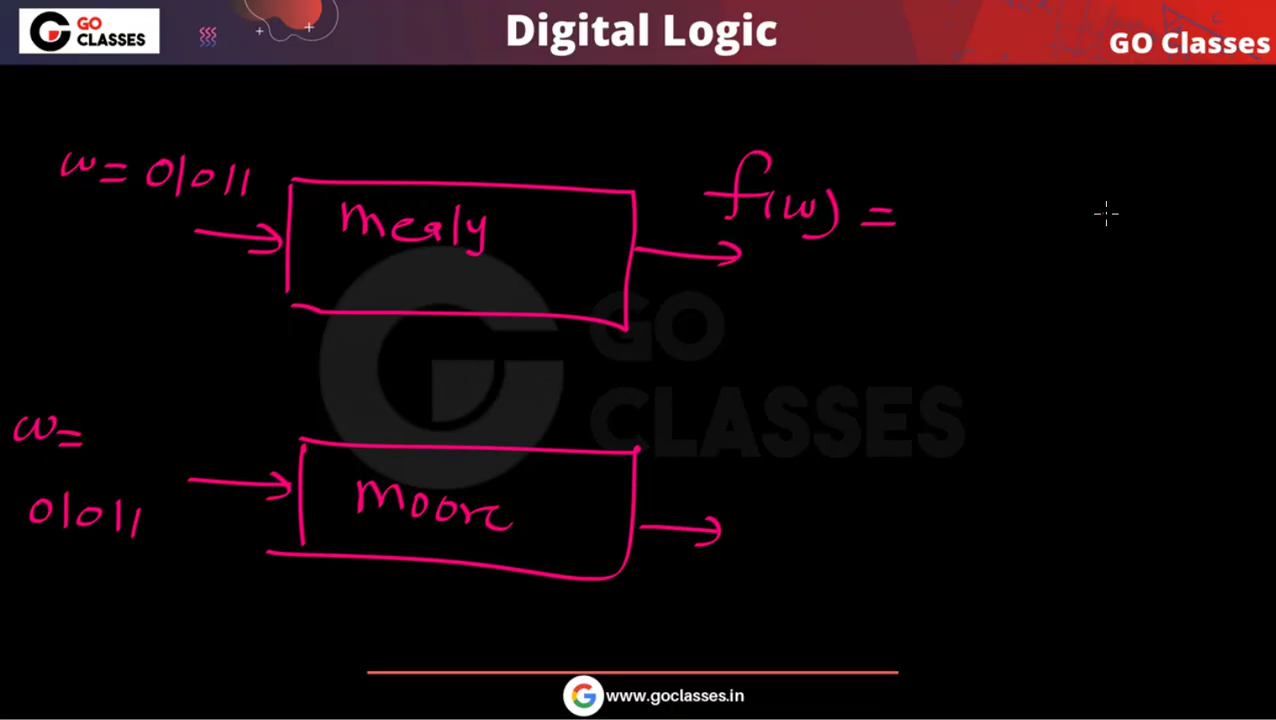 GO CLASSES
Digital Logic
GO Classes
w = 01011
mealy
f(w) =
GO
CLASSES
w=
01011
moore
www.goclasses.in